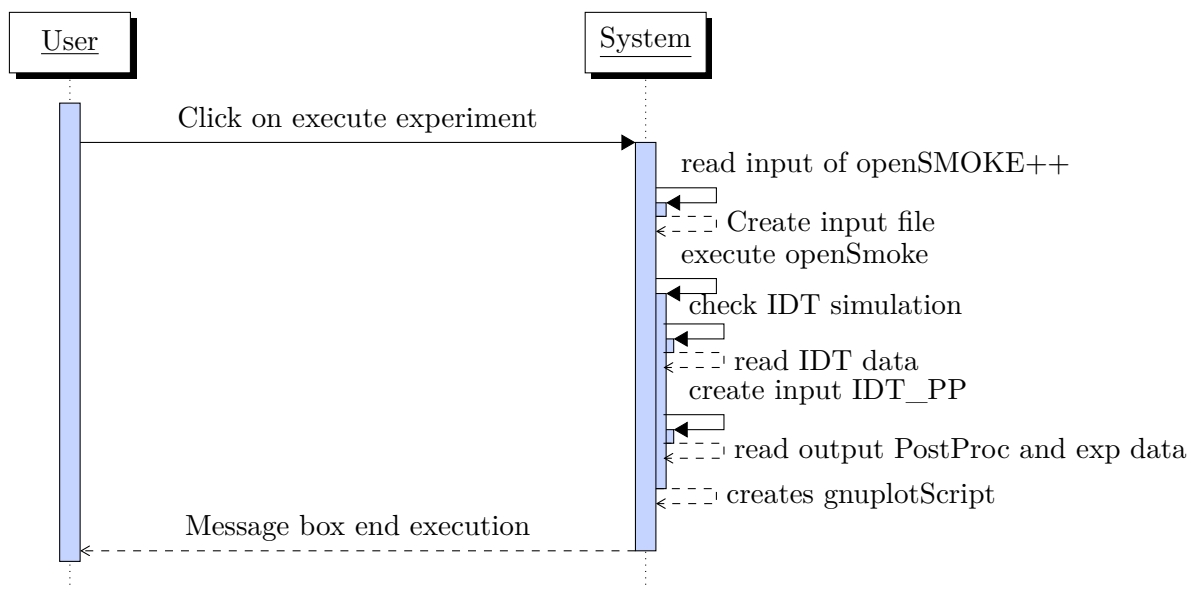 User
System
Click on execute experiment
read input of openSMOKE++
Create input file
execute openSmoke
check IDT simulation
read IDT data
create input IDT_PP
read output PostProc and exp data
creates gnuplotScript
Message box end execution